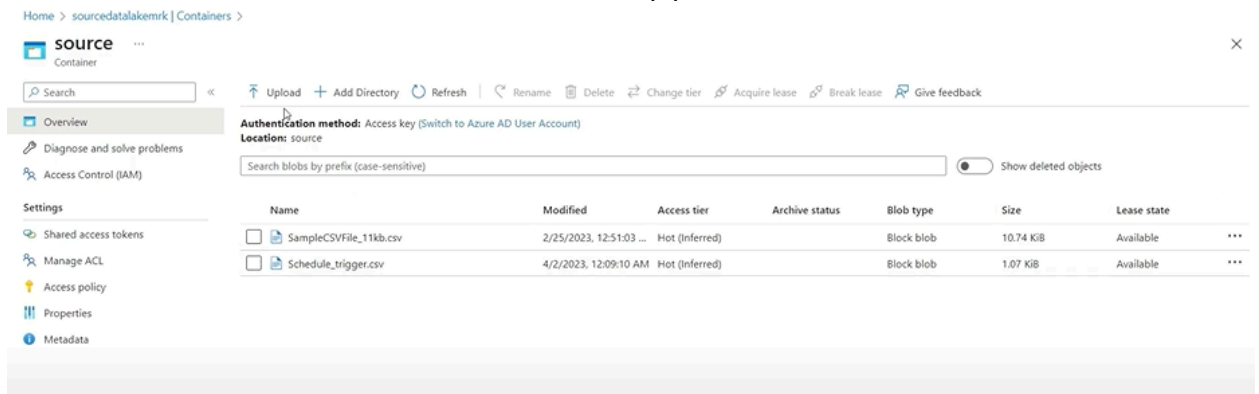 Home > sourcedatalakemrk | Containers >
source ...
Container
Search
«
Upload + Add Directory Refresh Rename Delete Change tier Acquire lease Break lease Give feedback
Overview
Diagnose and solve problems
Access Control (IAM)
Settings
Shared access tokens
Manage ACL
Access policy
Properties
Metadata
Authentication method: Access key (Switch to Azure AD User Account)
Location: source
Search blobs by prefix (case-sensitive)
Show deleted objects
Name Modified Access tier Archive status Blob type Size Lease state
SampleCSVFile_11kb.csv 2/25/2023, 12:51:03 ... Hot (Inferred) Block blob 10.74 KiB Available ...
Schedule_trigger.csv 4/2/2023, 12:09:10 AM Hot (Inferred) Block blob 1.07 KiB Available ...